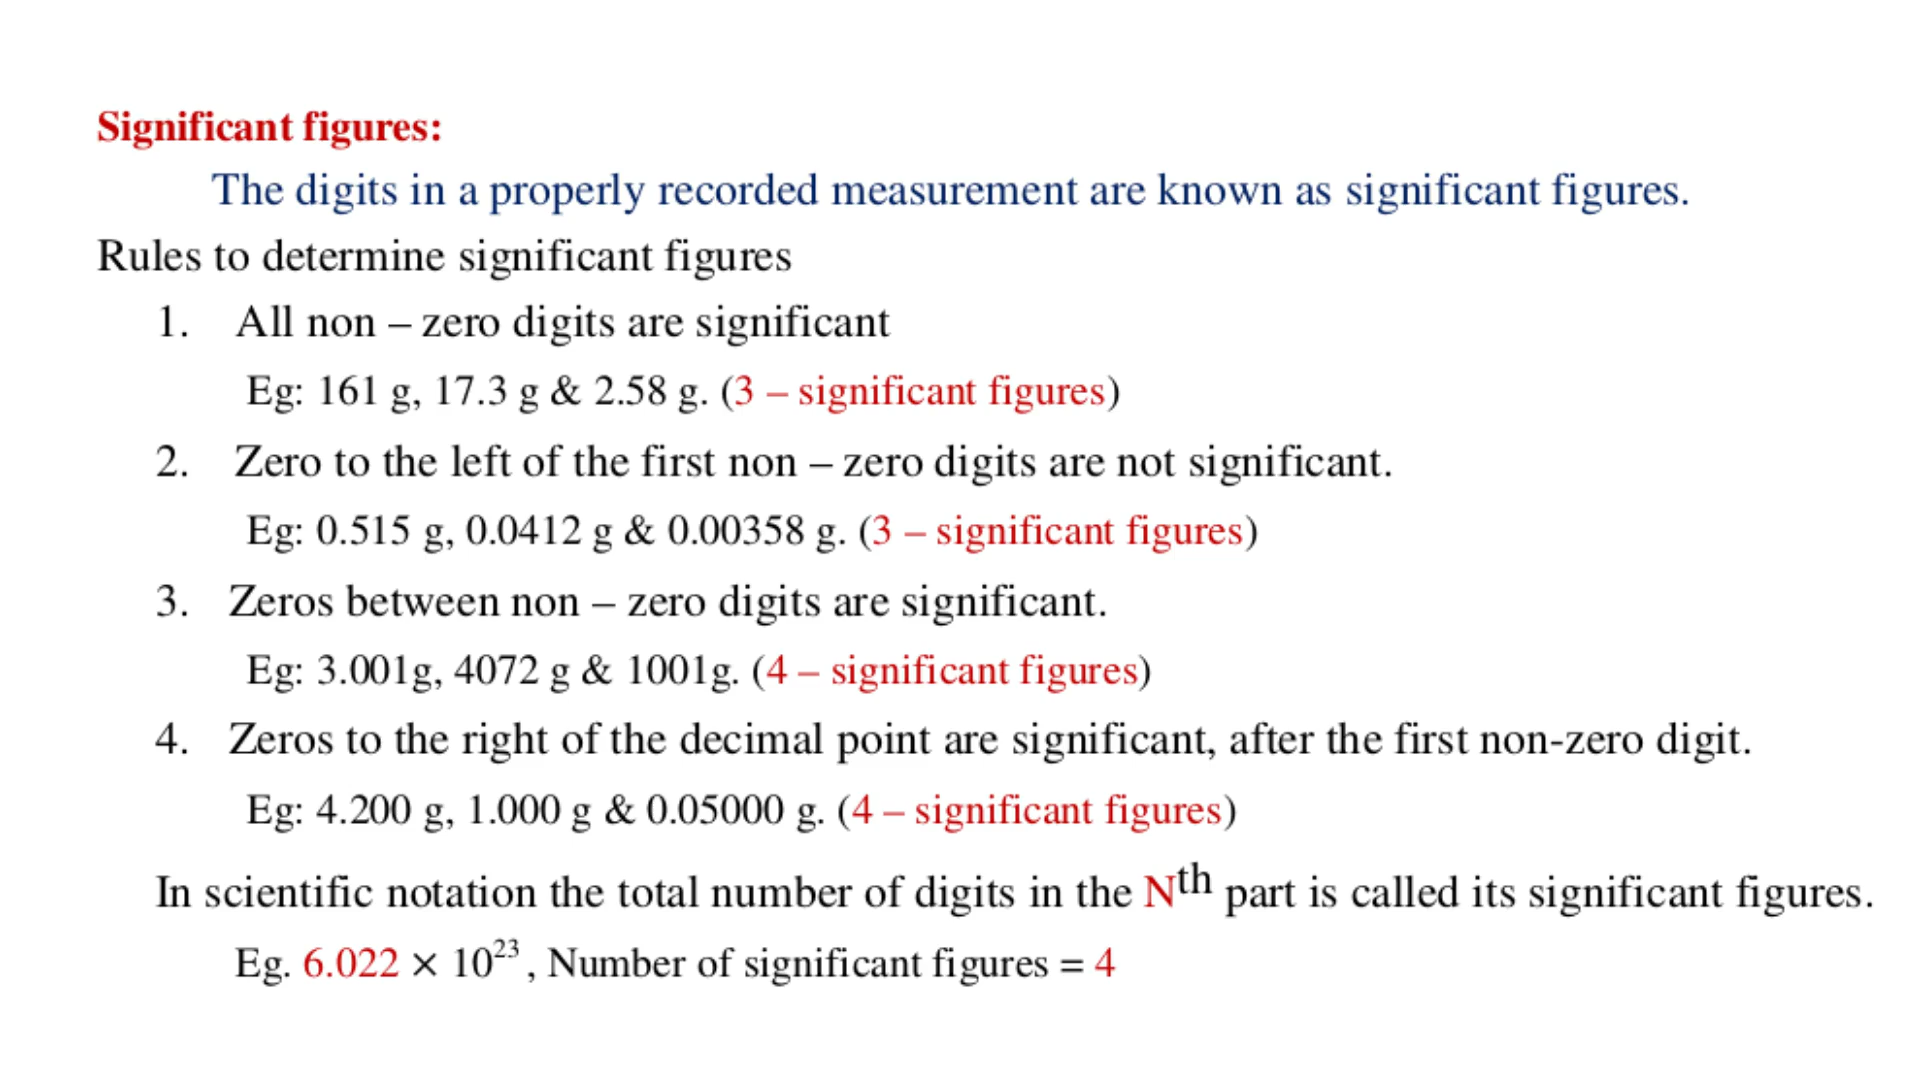 Significant figures:
The digits in a properly recorded measurement are known as significant figures.
Rules to determine significant figures
1. All non – zero digits are significant
Eg: 161 g, 17.3 g & 2.58 g. (3 – significant figures)
2. Zero to the left of the first non – zero digits are not significant.
Eg: 0.515 g, 0.0412 g & 0.00358 g. (3 – significant figures)
3. Zeros between non – zero digits are significant.
Eg: 3.001g, 4072 g & 1001g. (4 – significant figures)
4. Zeros to the right of the decimal point are significant, after the first non-zero digit.
Eg: 4.200 g, 1.000 g & 0.05000 g. (4 – significant figures)
In scientific notation the total number of digits in the Nᵗʰ part is called its significant figures.
Eg. 6.022 × 10²³ , Number of significant figures = 4